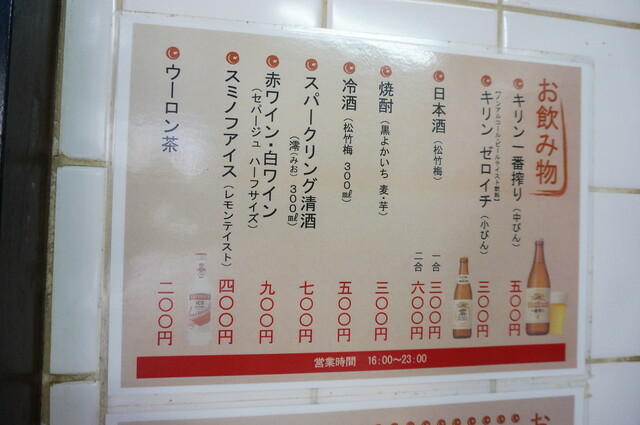 お飲み物
キリン一番搾り(中びん) 五〇〇円
【ノンアルコール・ビールテイスト飲料】
キリン ゼロイチ(小びん) 三〇〇円
日本酒(松竹梅) 一合 三〇〇円
二合 六〇〇円
焼酎(黒よかいち 麦・芋) 三〇〇円
冷酒(松竹梅 300㎖) 五〇〇円
スパークリング清酒
(澪(みお) 300㎖) 七〇〇円
赤ワイン・白ワイン
(セパージュ ハーフサイズ) 九〇〇円
スミノフアイス(レモンテイスト) 四〇〇円
ウーロン茶 二〇〇円
営業時間 16:00〜23:00
お